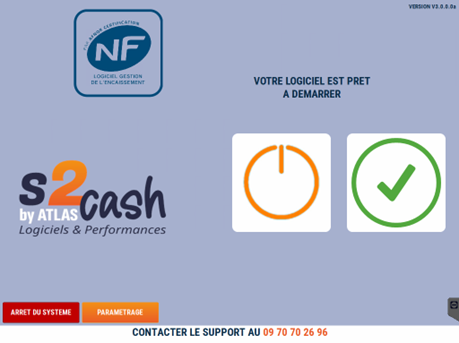 VERSION V3.0.0.0a
AFNOR CERTIFICATION
NF
LOGICIEL GESTION
DE L'ENCAISSEMENT
VOTRE LOGICIEL EST PRET
A DEMARRER
s2cash
by ATLAS
Logiciels & Performances
ARRET DU SYSTEME
PARAMETRAGE
CONTACTER LE SUPPORT AU 09 70 70 26 96